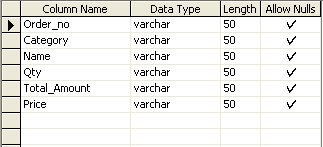 Column Name Data Type Length Allow Nulls
Order_no varchar 50
Category varchar 50
Name varchar 50
Qty varchar 50
Total_Amount varchar 50
Price varchar 50